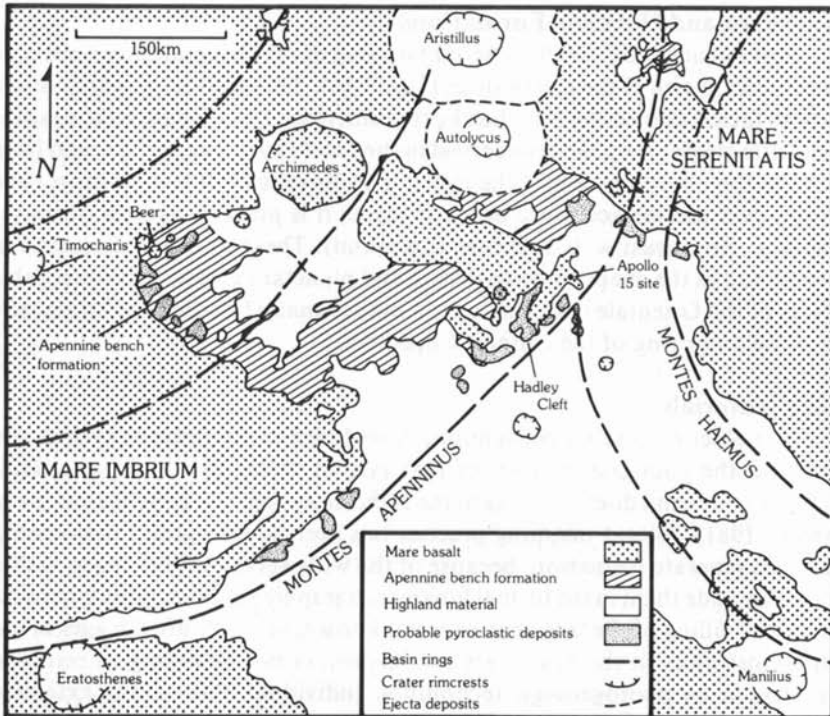 150km
Aristillus
N
Autolycus
MARE
SERENITATIS
Archimedes
Beer
Timocharis
Apollo
15 site
Apennine bench
formation
Hadley
Cleft
MONTES HAEMUS
MARE IMBRIUM
MONTES APENNINUS
Mare basalt
Apennine bench formation
Highland material
Probable pyroclastic deposits
Basin rings
Crater rimcrests
Ejecta deposits
Eratosthenes
Manilius